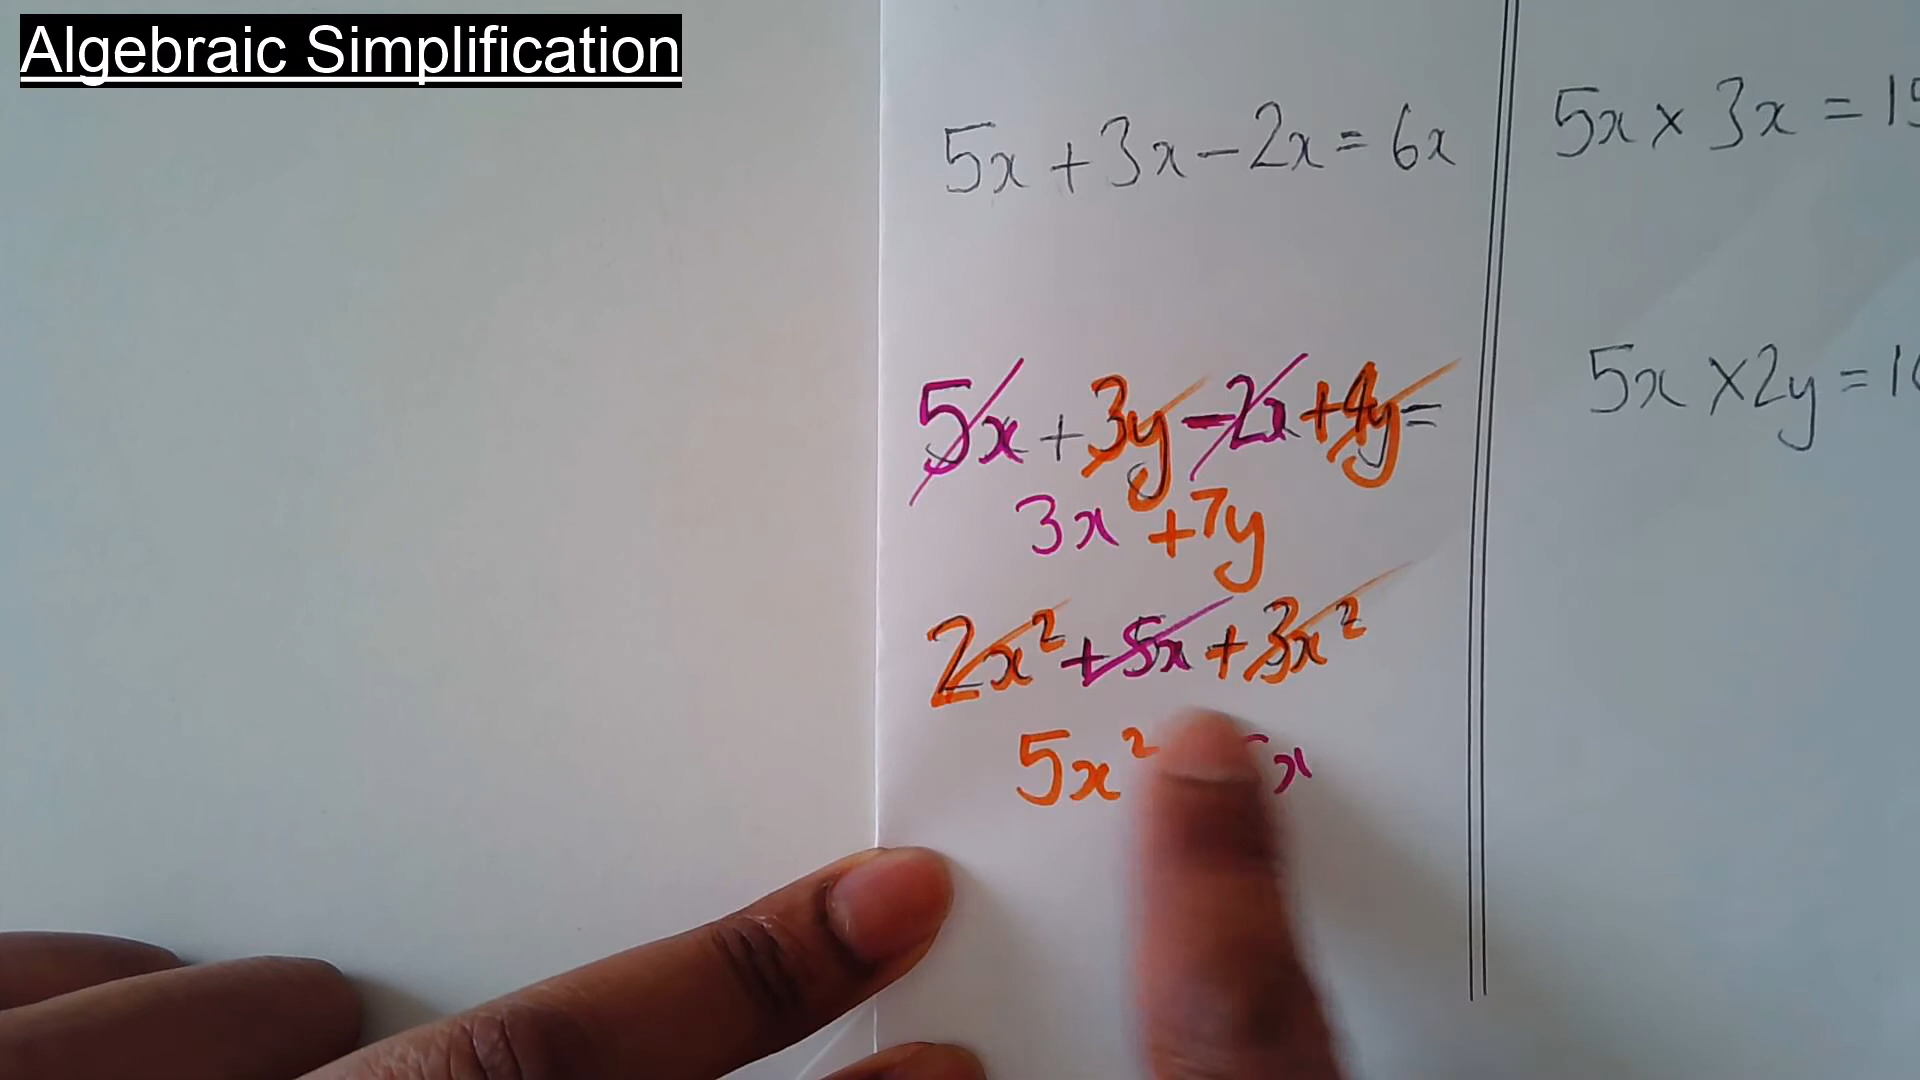 Algebraic Simplification
5x + 3x - 2x = 6x
5x + 3y - 2x + 4y =
3x + 7y
2x² + 5x + 3x²
5x² x
5x × 3x = 15
5x × 2y = 1